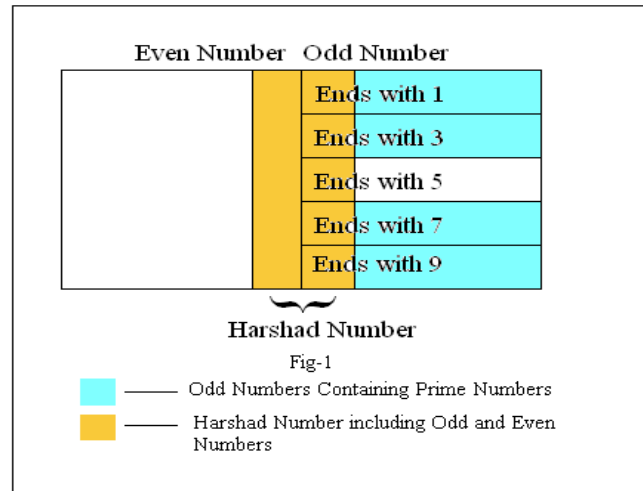 Even Number Odd Number
Ends with 1
Ends with 3
Ends with 5
Ends with 7
Ends with 9
Harshad Number
Fig-1
Odd Numbers Containing Prime Numbers
Harshad Number including Odd and Even
Numbers